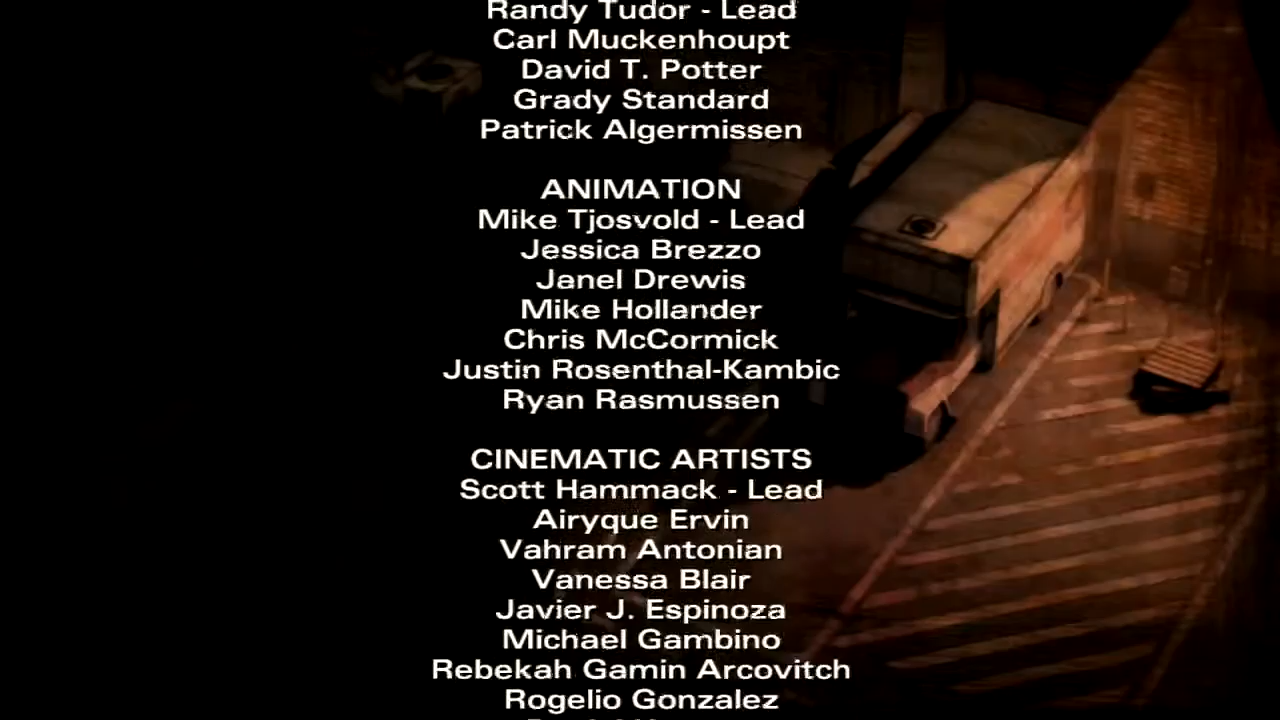 Randy Tudor - Lead
Carl Muckenhoupt
David T. Potter
Grady Standard
Patrick Algermissen
ANIMATION
Mike Tjosvold - Lead
Jessica Brezzo
Janel Drewis
Mike Hollander
Chris McCormick
Justin Rosenthal-Kambic
Ryan Rasmussen
CINEMATIC ARTISTS
Scott Hammack - Lead
Airyque Ervin
Vahram Antonian
Vanessa Blair
Javier J. Espinoza
Michael Gambino
Rebekah Gamin Arcovitch
Rogelio Gonzalez